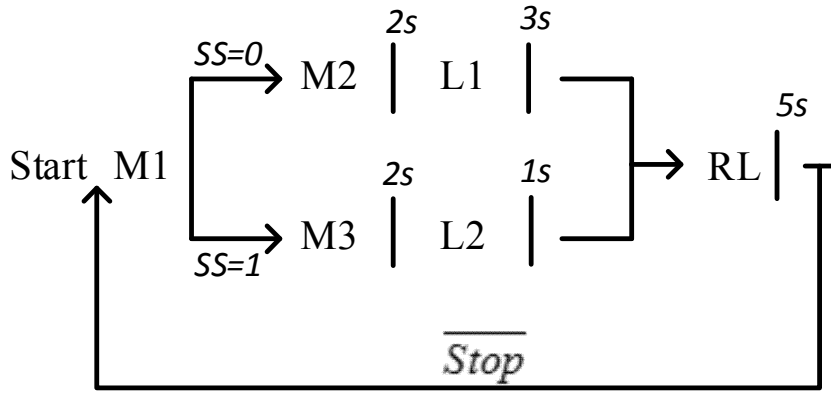 2s 3s
SS=0 M2 L1
5s
Start M1 RL
2s 1s
M3 L2
SS=1
Stop